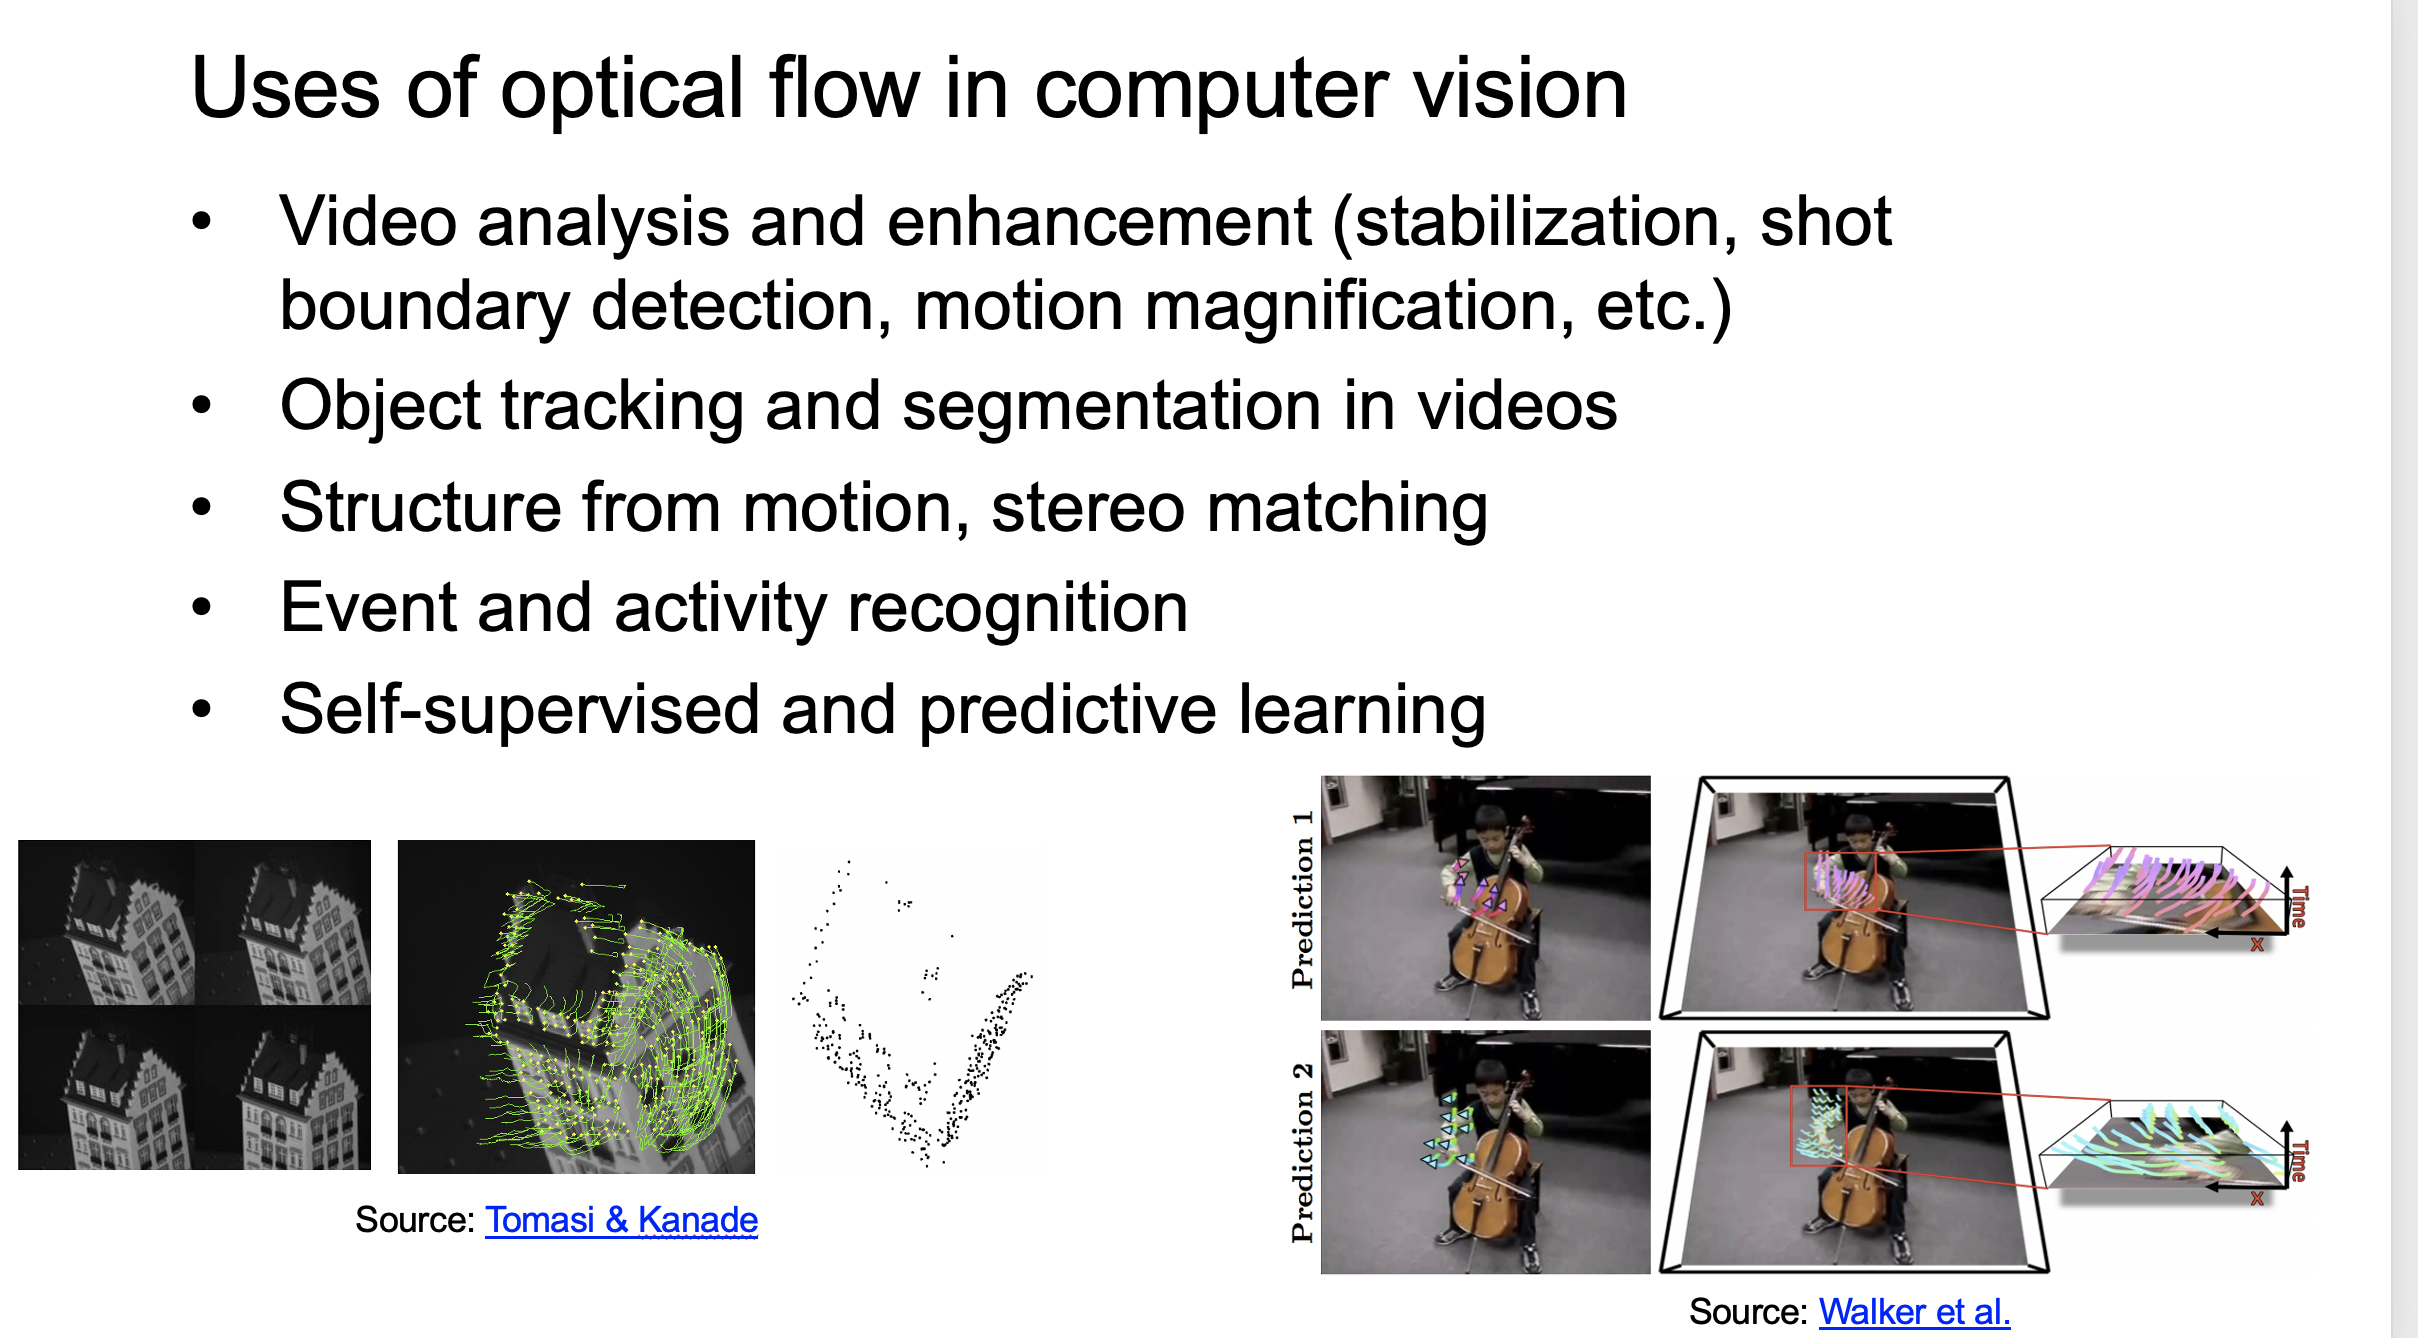 Uses of optical flow in computer vision
• Video analysis and enhancement (stabilization, shot
boundary detection, motion magnification, etc.)
• Object tracking and segmentation in videos
• Structure from motion, stereo matching
• Event and activity recognition
• Self-supervised and predictive learning
Source: Tomasi & Kanade
Prediction 1
Time
X
Prediction 2
Time
X
Source: Walker et al.